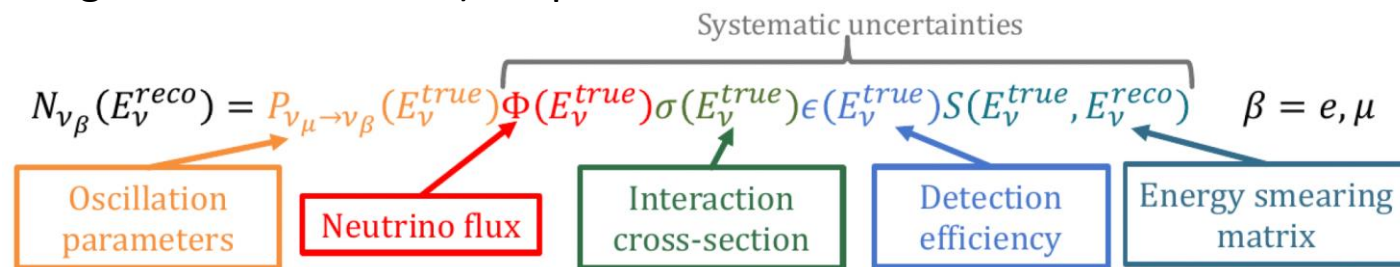 Systematic uncertainties
N_{ν_β}(E_ν^{reco}) = P_{ν_μ→ν_β}(E_ν^{true})Φ(E_ν^{true})σ(E_ν^{true})ϵ(E_ν^{true})S(E_ν^{true}, E_ν^{reco}) β = e, μ
Oscillation
parameters
Neutrino flux
Interaction
cross-section
Detection
efficiency
Energy smearing
matrix